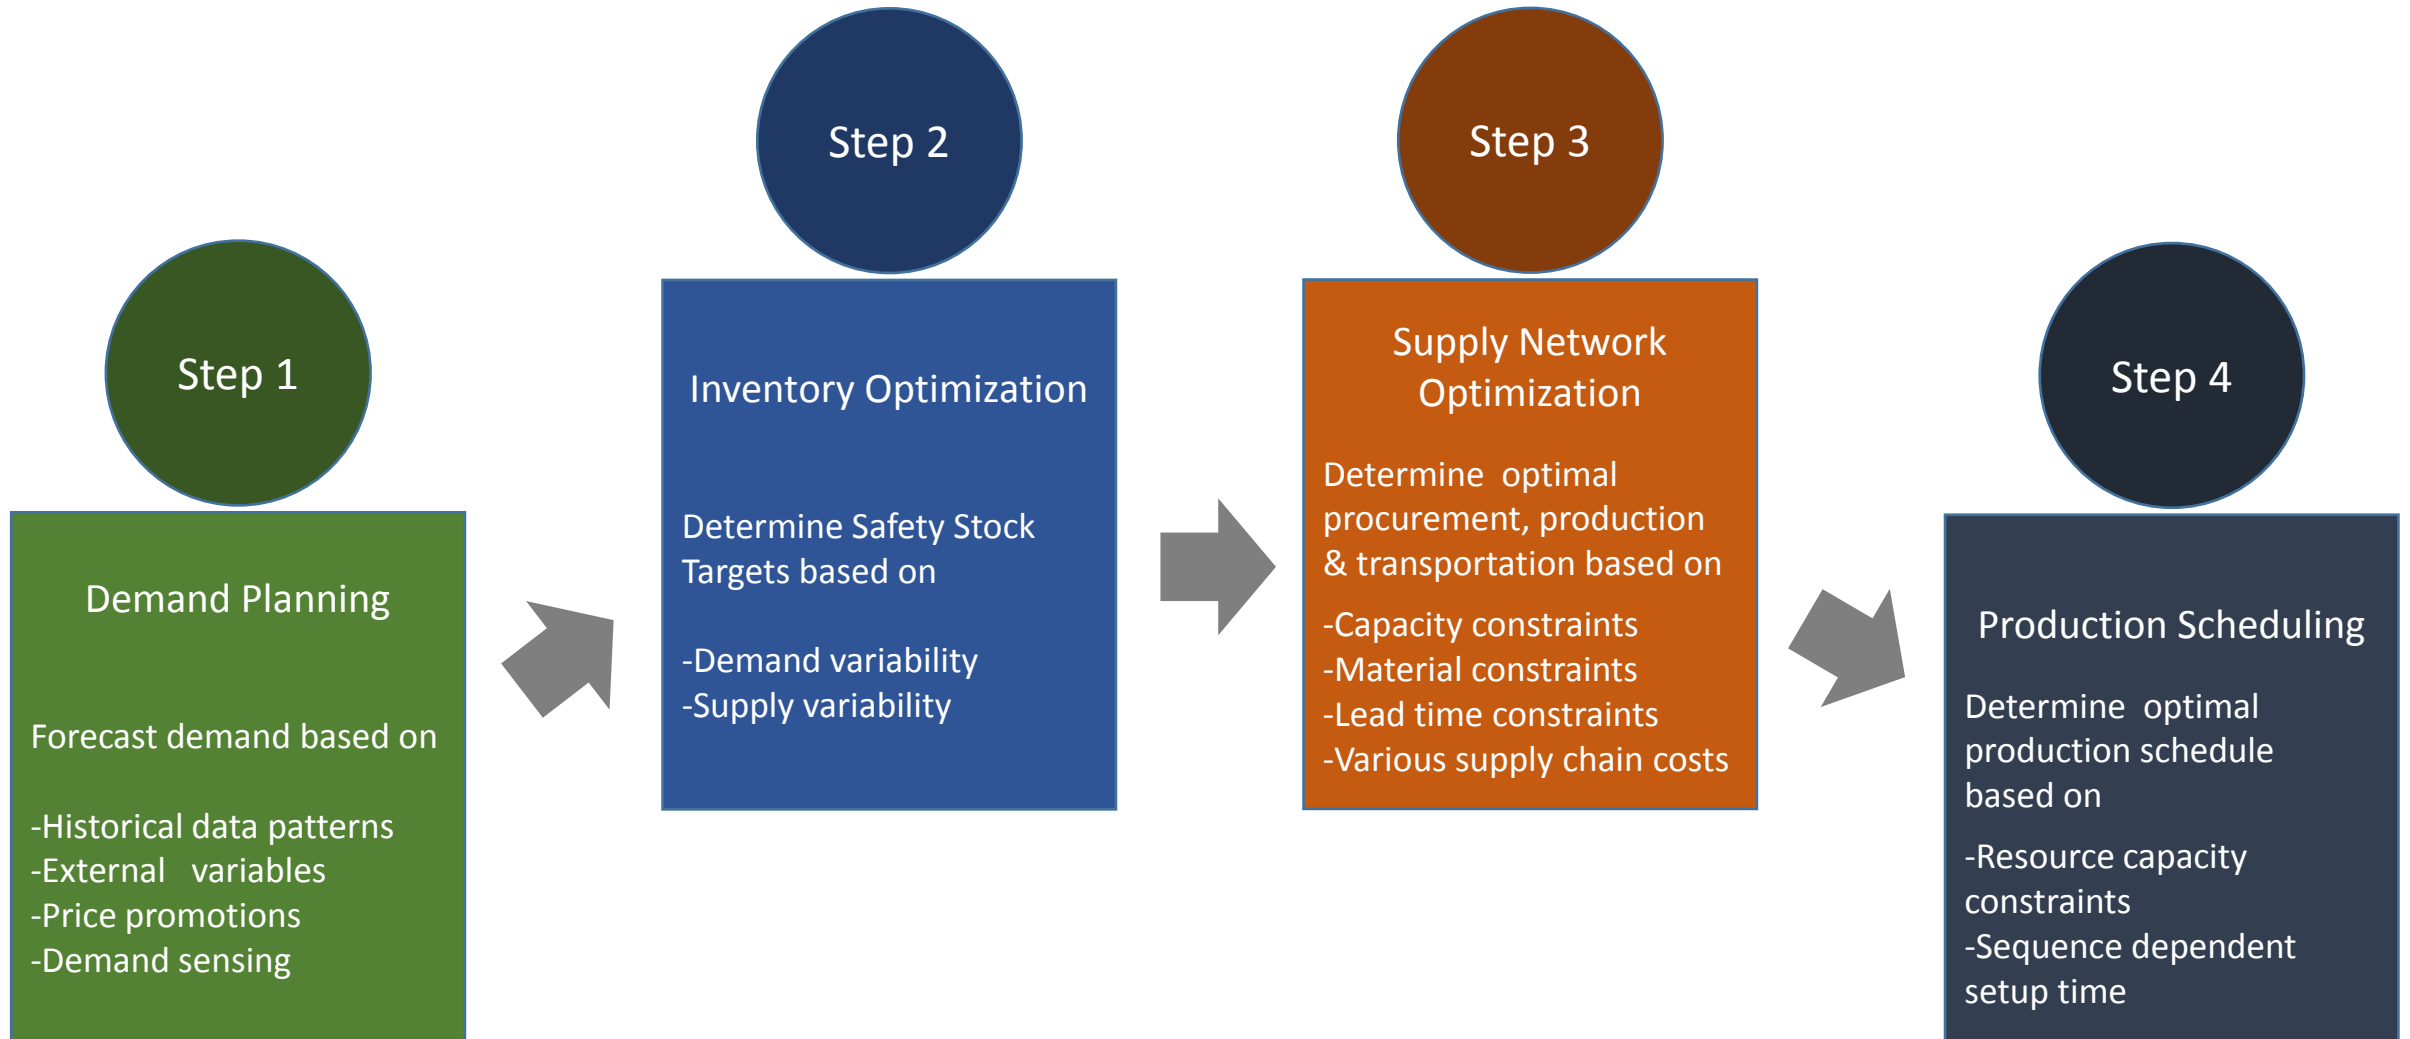 Step 1
Demand Planning
Forecast demand based on
-Historical data patterns
-External variables
-Price promotions
-Demand sensing
Step 2
Inventory Optimization
Determine Safety Stock
Targets based on
-Demand variability
-Supply variability
Step 3
Supply Network
Optimization
Determine optimal
procurement, production
& transportation based on
-Capacity constraints
-Material constraints
-Lead time constraints
-Various supply chain costs
Step 4
Production Scheduling
Determine optimal
production schedule
based on
-Resource capacity
constraints
-Sequence dependent
setup time